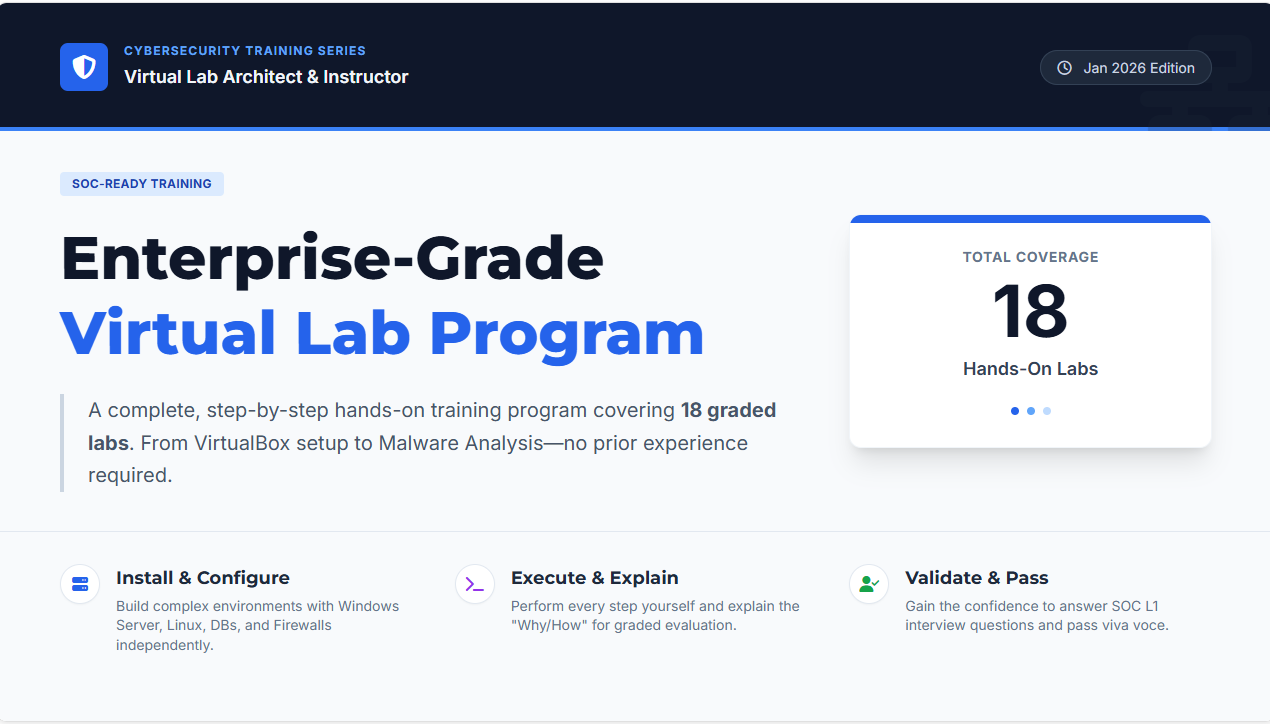 CYBERSECURITY TRAINING SERIES
Virtual Lab Architect & Instructor
Jan 2026 Edition
SOC-READY TRAINING
Enterprise-Grade
Virtual Lab Program
A complete, step-by-step hands-on training program covering 18 graded
labs. From VirtualBox setup to Malware Analysis—no prior experience
required.
TOTAL COVERAGE
18
Hands-On Labs
Install & Configure
Build complex environments with Windows
Server, Linux, DBs, and Firewalls
independently.
Execute & Explain
Perform every step yourself and explain the
"Why/How" for graded evaluation.
Validate & Pass
Gain the confidence to answer SOC L1
interview questions and pass viva voce.